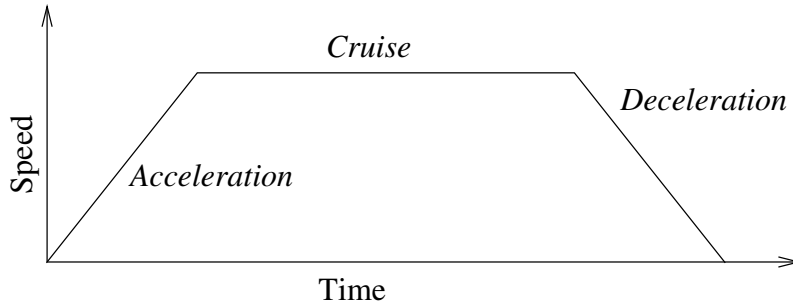 Cruise
Deceleration
Speed
Acceleration
Time